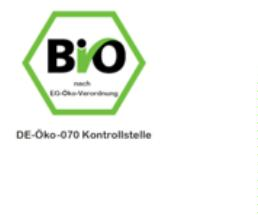 Bio
nach
EG-Öko-Verordnung
DE-Öko-070 Kontrollstelle